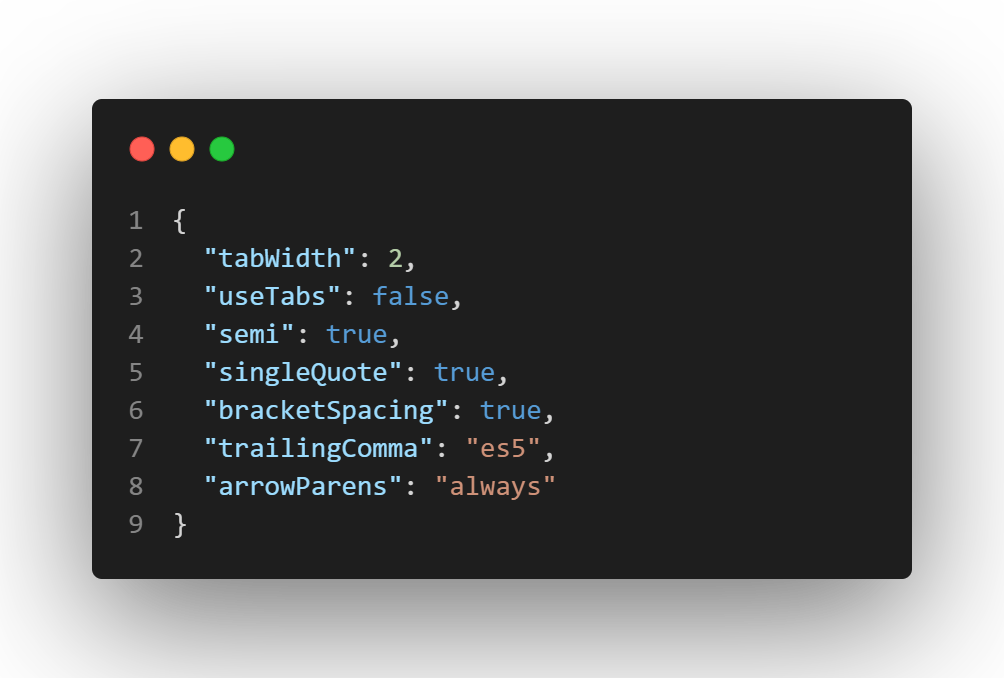 1 {
2   "tabWidth": 2,
3   "useTabs": false,
4   "semi": true,
5   "singleQuote": true,
6   "bracketSpacing": true,
7   "trailingComma": "es5",
8   "arrowParens": "always"
9 }